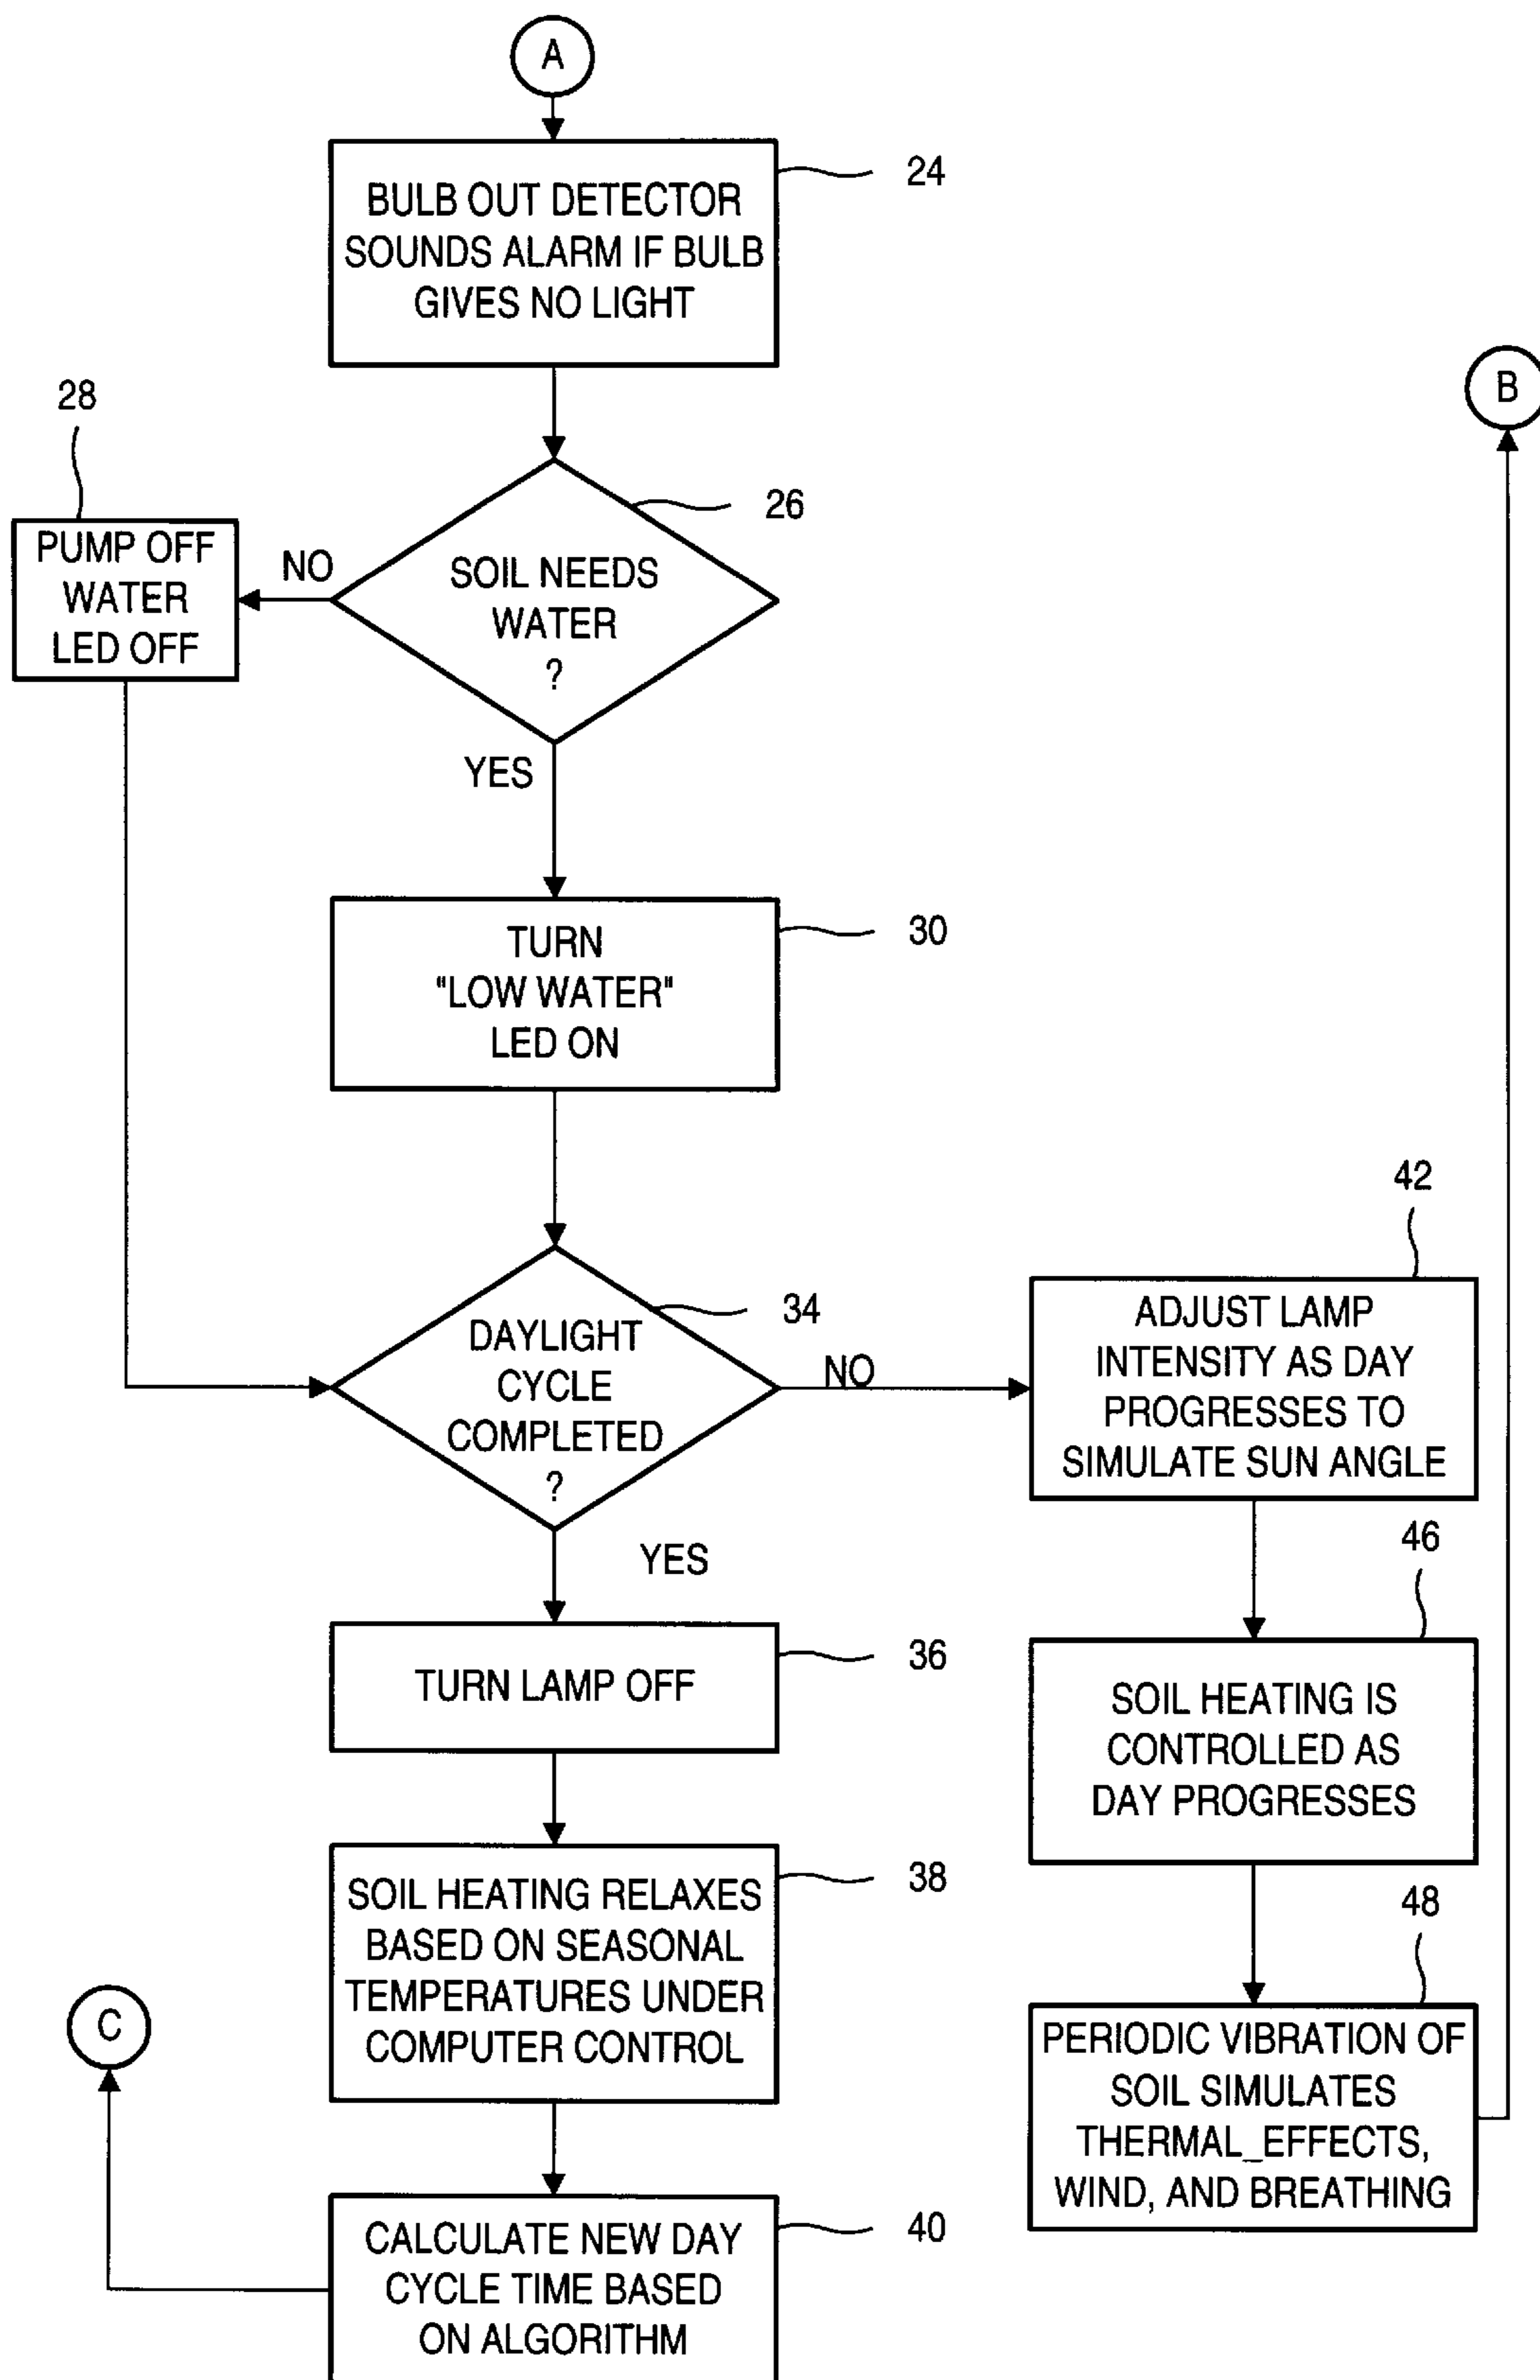 A
BULB OUT DETECTOR
SOUNDS ALARM IF BULB
GIVES NO LIGHT
24
B
28
26
PUMP OFF
WATER
LED OFF
NO
SOIL NEEDS
WATER
?
YES
30
TURN
"LOW WATER"
LED ON
42
34
DAYLIGHT
CYCLE
COMPLETED
?
NO
ADJUST LAMP
INTENSITY AS DAY
PROGRESSES TO
SIMULATE SUN ANGLE
YES
46
36
TURN LAMP OFF
SOIL HEATING IS
CONTROLLED AS
DAY PROGRESSES
38
SOIL HEATING RELAXES
BASED ON SEASONAL
TEMPERATURES UNDER
COMPUTER CONTROL
48
C
PERIODIC VIBRATION OF
SOIL SIMULATES
THERMAL_EFFECTS,
WIND, AND BREATHING
40
CALCULATE NEW DAY
CYCLE TIME BASED
ON ALGORITHM